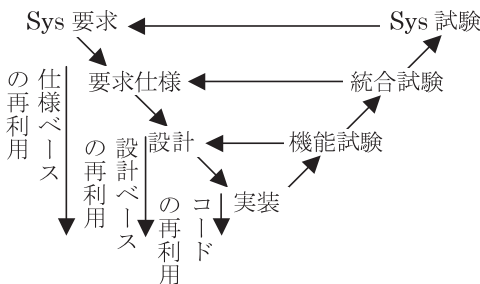 Sys 要求
Sys 試験
要求仕様
統合試験
設計
機能試験
実装
仕様ベース
の再利用
設計ベース
の再利用
コード
の再利用